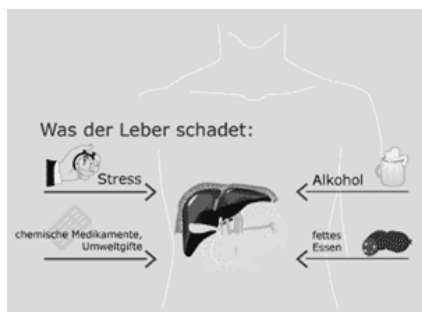 Was der Leber schadet:
Stress
Alkohol
chemische Medikamente,
Umweltgifte
fettes
Essen